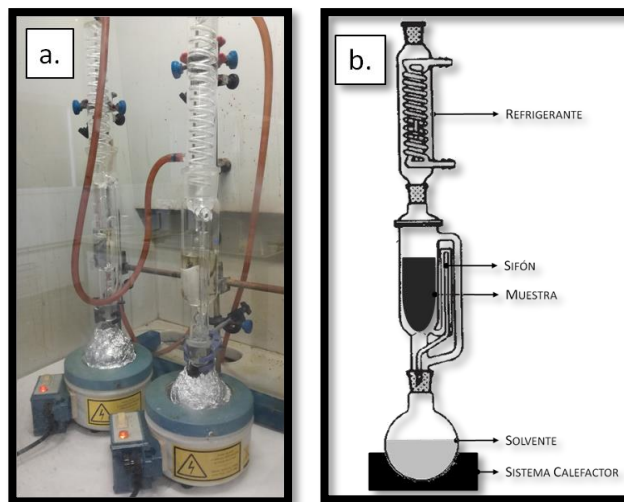 a.
b.
REFRIGERANTE
SIFÓN
MUESTRA
SOLVENTE
SISTEMA CALEFACTOR